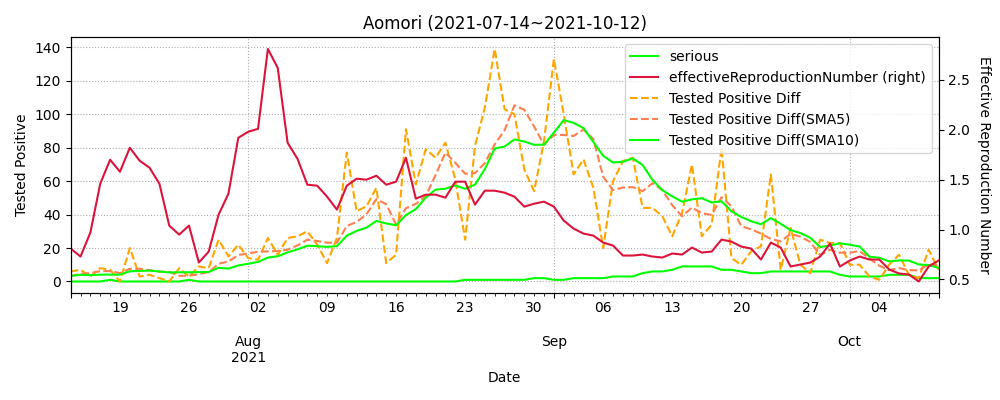 Aomori (2021-07-14~2021-10-12)
140
120
100
80
60
40
20
0
Tested Positive
2.5
2.0
1.5
1.0
0.5
Effective Reproduction Number
serious
effectiveReproductionNumber (right)
Tested Positive Diff
Tested Positive Diff(SMA5)
Tested Positive Diff(SMA10)
19 26 02 09 16 23 30 06 13 20 27 04
Aug Sep Oct
2021
Date